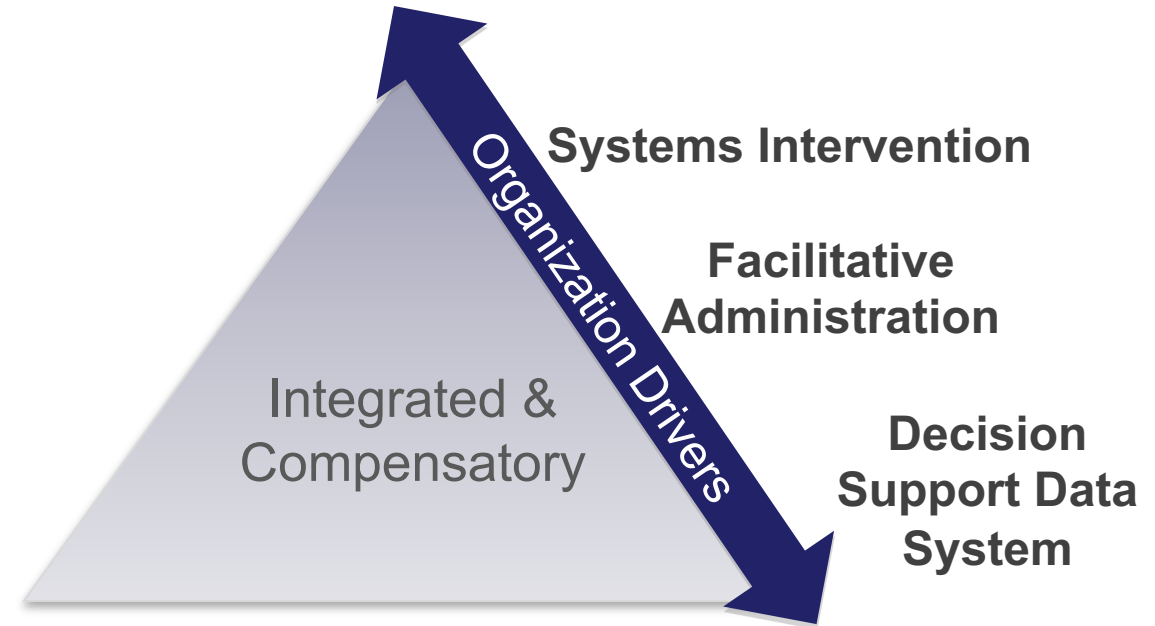 Systems Intervention
Organization Drivers
Facilitative
Administration
Integrated &
Compensatory
Decision
Support Data
System